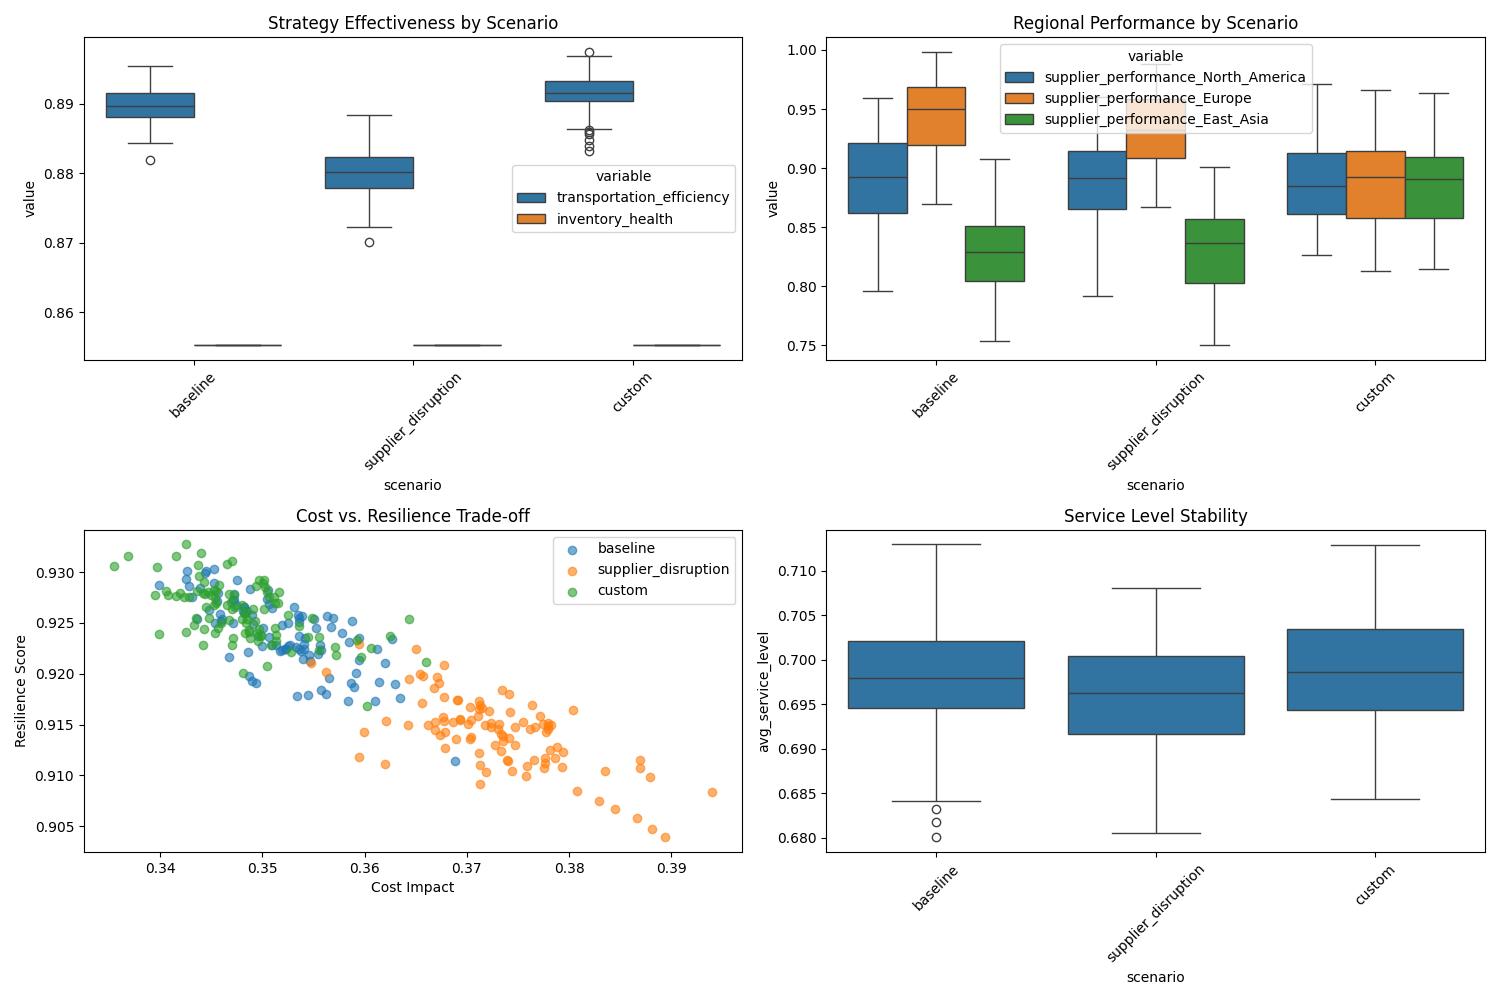 Strategy Effectiveness by Scenario
value
0.89
0.88
0.87
0.86
variable
transportation_efficiency
inventory_health
baseline
supplier_disruption
custom
scenario
Regional Performance by Scenario
value
1.00
0.95
0.90
0.85
0.80
0.75
variable
supplier_performance_North_America
supplier_performance_Europe
supplier_performance_East_Asia
baseline
supplier_disruption
custom
scenario
Cost vs. Resilience Trade-off
Resilience Score
0.930
0.925
0.920
0.915
0.910
0.905
baseline
supplier_disruption
custom
0.34
0.35
0.36
0.37
0.38
0.39
Cost Impact
Service Level Stability
avg_service_level
0.710
0.705
0.700
0.695
0.690
0.685
0.680
baseline
supplier_disruption
custom
scenario